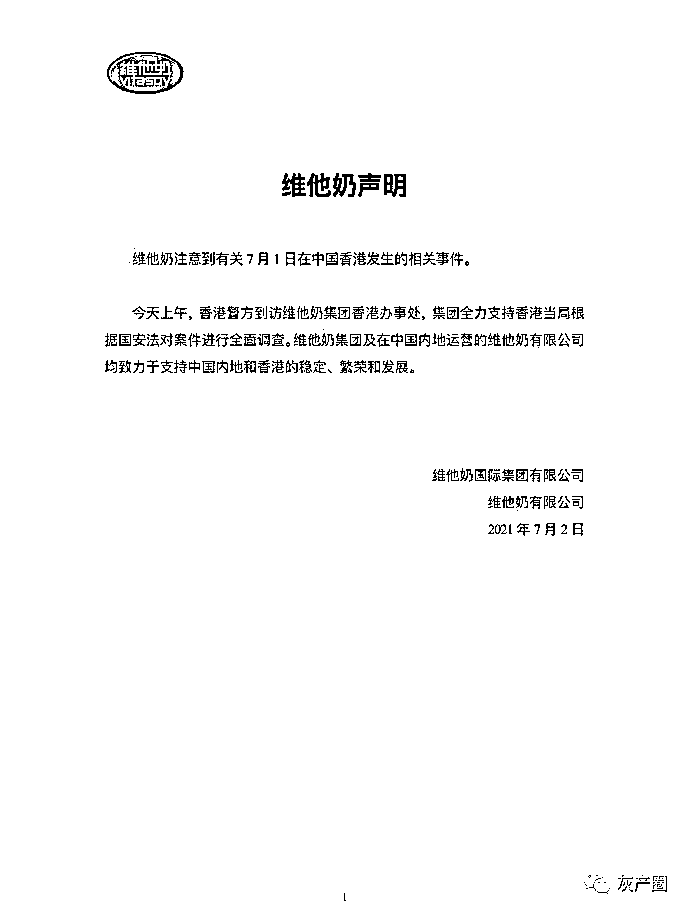 維他奶
vitasoy
维他奶声明
维他奶注意到有关 7 月 1 日在中国香港发生的相关事件。
今天上午，香港警方到访维他奶集团香港办事处，集团全力支持香港当局根
据国安法对案件进行全面调查。维他奶集团及在中国内地运营的维他奶有限公司
均致力于支持中国内地和香港的稳定、繁荣和发展。
维他奶国际集团有限公司
维他奶有限公司
2021 年 7 月 2 日
1
灰产圈